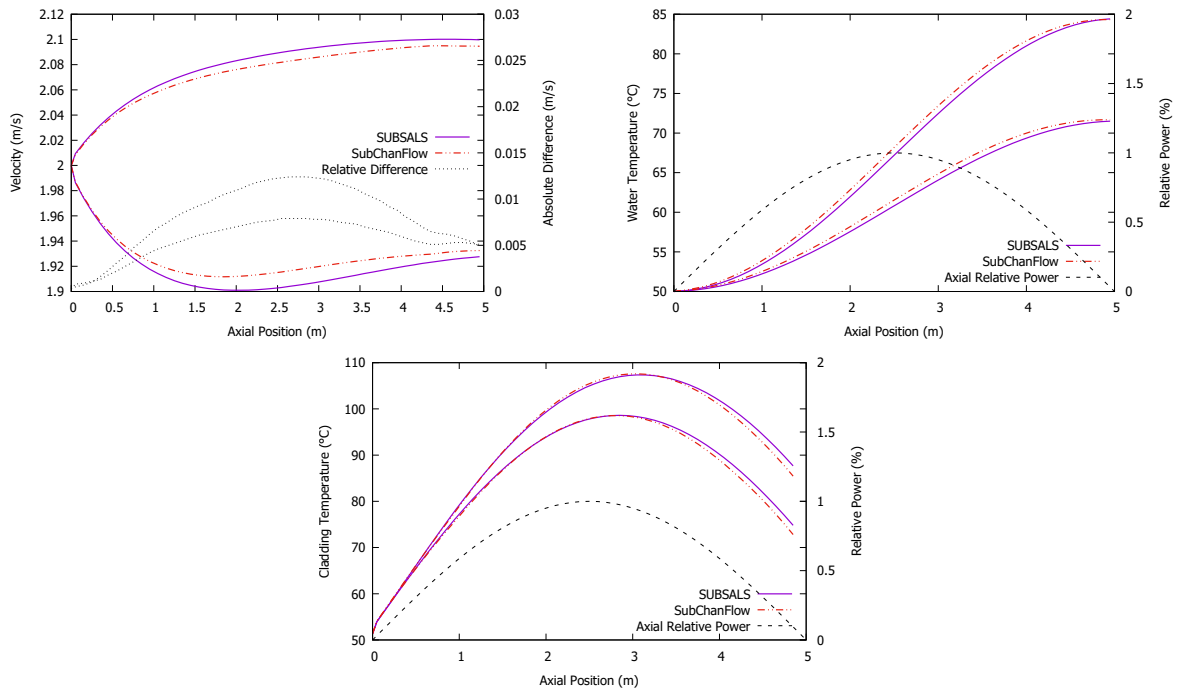 2.12
2.1
2.08
2.06
2.04
2.02
2
1.98
1.96
1.94
1.92
1.9
Velocity (m/s)
0 0.5 1 1.5 2 2.5 3 3.5 4 4.5 5
Axial Position (m)
0.03
0.025
0.02
0.015
0.01
0.005
0
Absolute Difference (m/s)
SUBSALS
SubChanFlow
Relative Difference
85
80
75
70
65
60
55
50
Water Temperature (°C)
0 1 2 3 4 5
Axial Position (m)
2
1.5
1
0.5
0
Relative Power (%)
SUBSALS
SubChanFlow
Axial Relative Power
110
100
90
80
70
60
50
Cladding Temperature (°C)
0 1 2 3 4 5
Axial Position (m)
2
1.5
1
0.5
0
Relative Power (%)
SUBSALS
SubChanFlow
Axial Relative Power